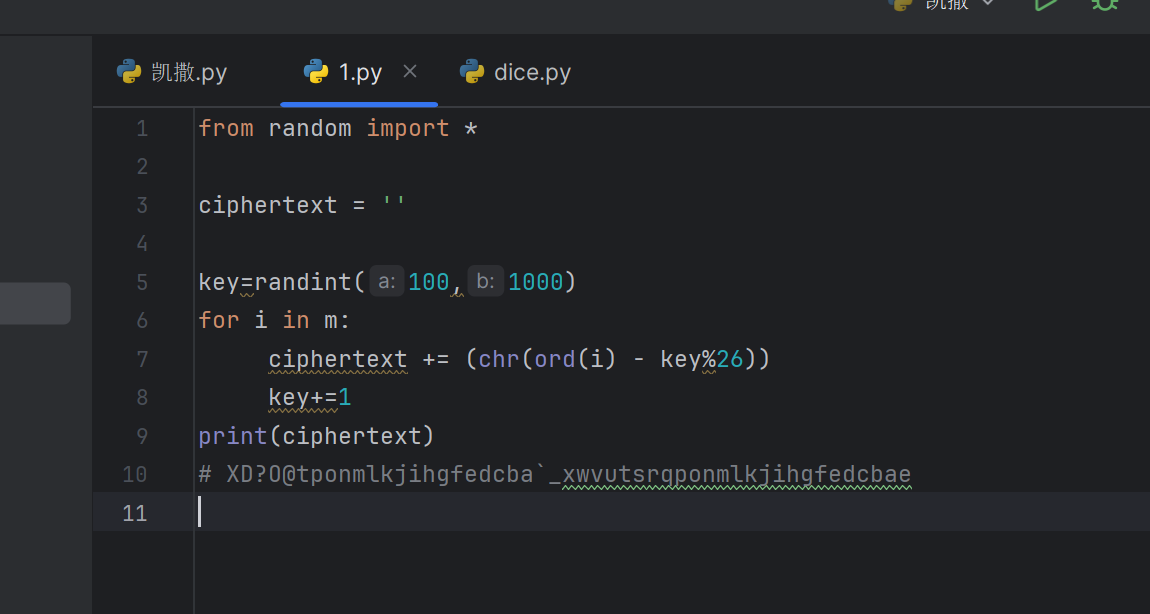 凯撒
凯撒.py 1.py dice.py
1 from random import *
2
3 ciphertext = ''
4
5 key=randint( a: 100, b: 1000)
6 for i in m:
7 ciphertext += (chr(ord(i) - key%26))
8 key+=1
9 print(ciphertext)
10 # XD?O@tponmlkjihgfedcba`_xwvutsrqponmlkjihgfedcbae
11